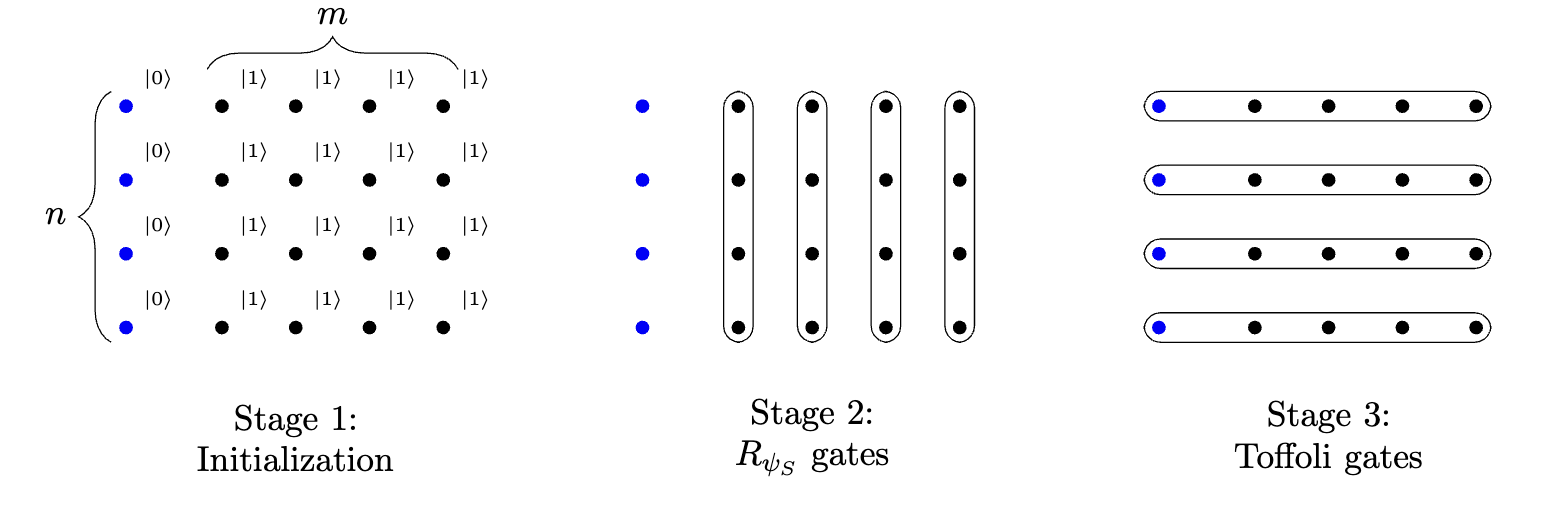 m
|0⟩ |1⟩ |1⟩ |1⟩ |1⟩
|0⟩ |1⟩ |1⟩ |1⟩ |1⟩
n
|0⟩ |1⟩ |1⟩ |1⟩ |1⟩
|0⟩ |1⟩ |1⟩ |1⟩ |1⟩
Stage 1:
Initialization
Stage 2:
R_{ψ_S} gates
Stage 3:
Toffoli gates